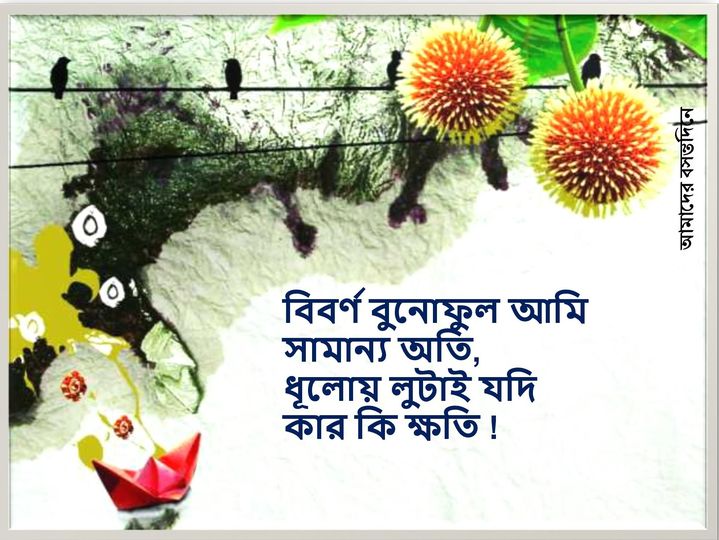 আমাদের বসন্তদিনে
বিবর্ণ বুনোফুল আমি
সামান্য অতি,
ধূলোয় লুটাই যদি
কার কি ক্ষতি !